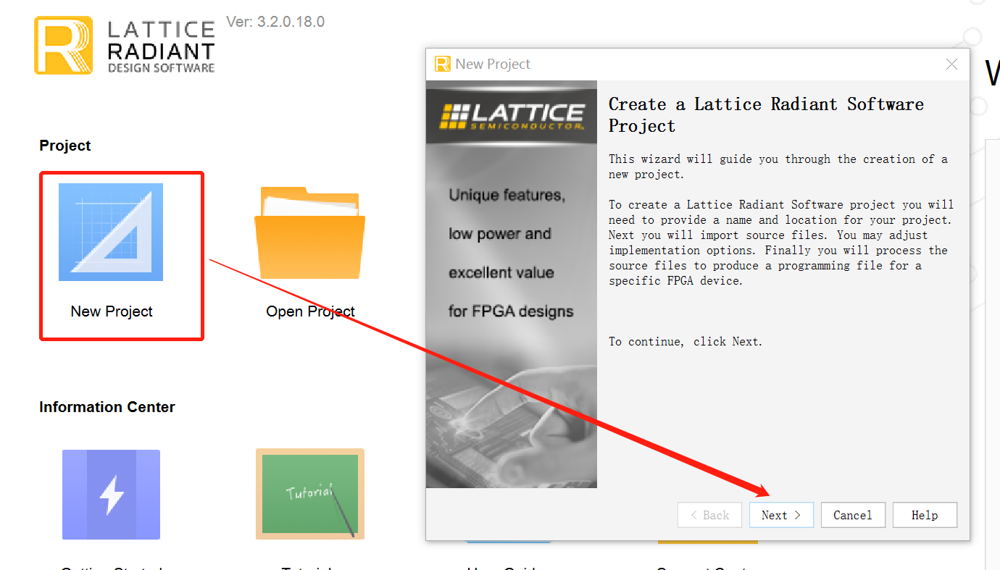 LATTICE
RADIANT
DESIGN SOFTWARE
Ver: 3.2.0.18.0
Project
New Project
Open Project
Information Center
Tutorial
New Project
LATTICE
SEMICONDUCTOR
Unique features,
low power and
excellent value
for FPGA designs
Create a Lattice Radiant Software
Project
This wizard will guide you through the creation of a
new project.
To create a Lattice Radiant Software project you will
need to provide a name and location for your project.
Next you will import source files. You may adjust
implementation options. Finally you will process the
source files to produce a programming file for a
specific FPGA device.
To continue, click Next.
< Back
Next >
Cancel
Help